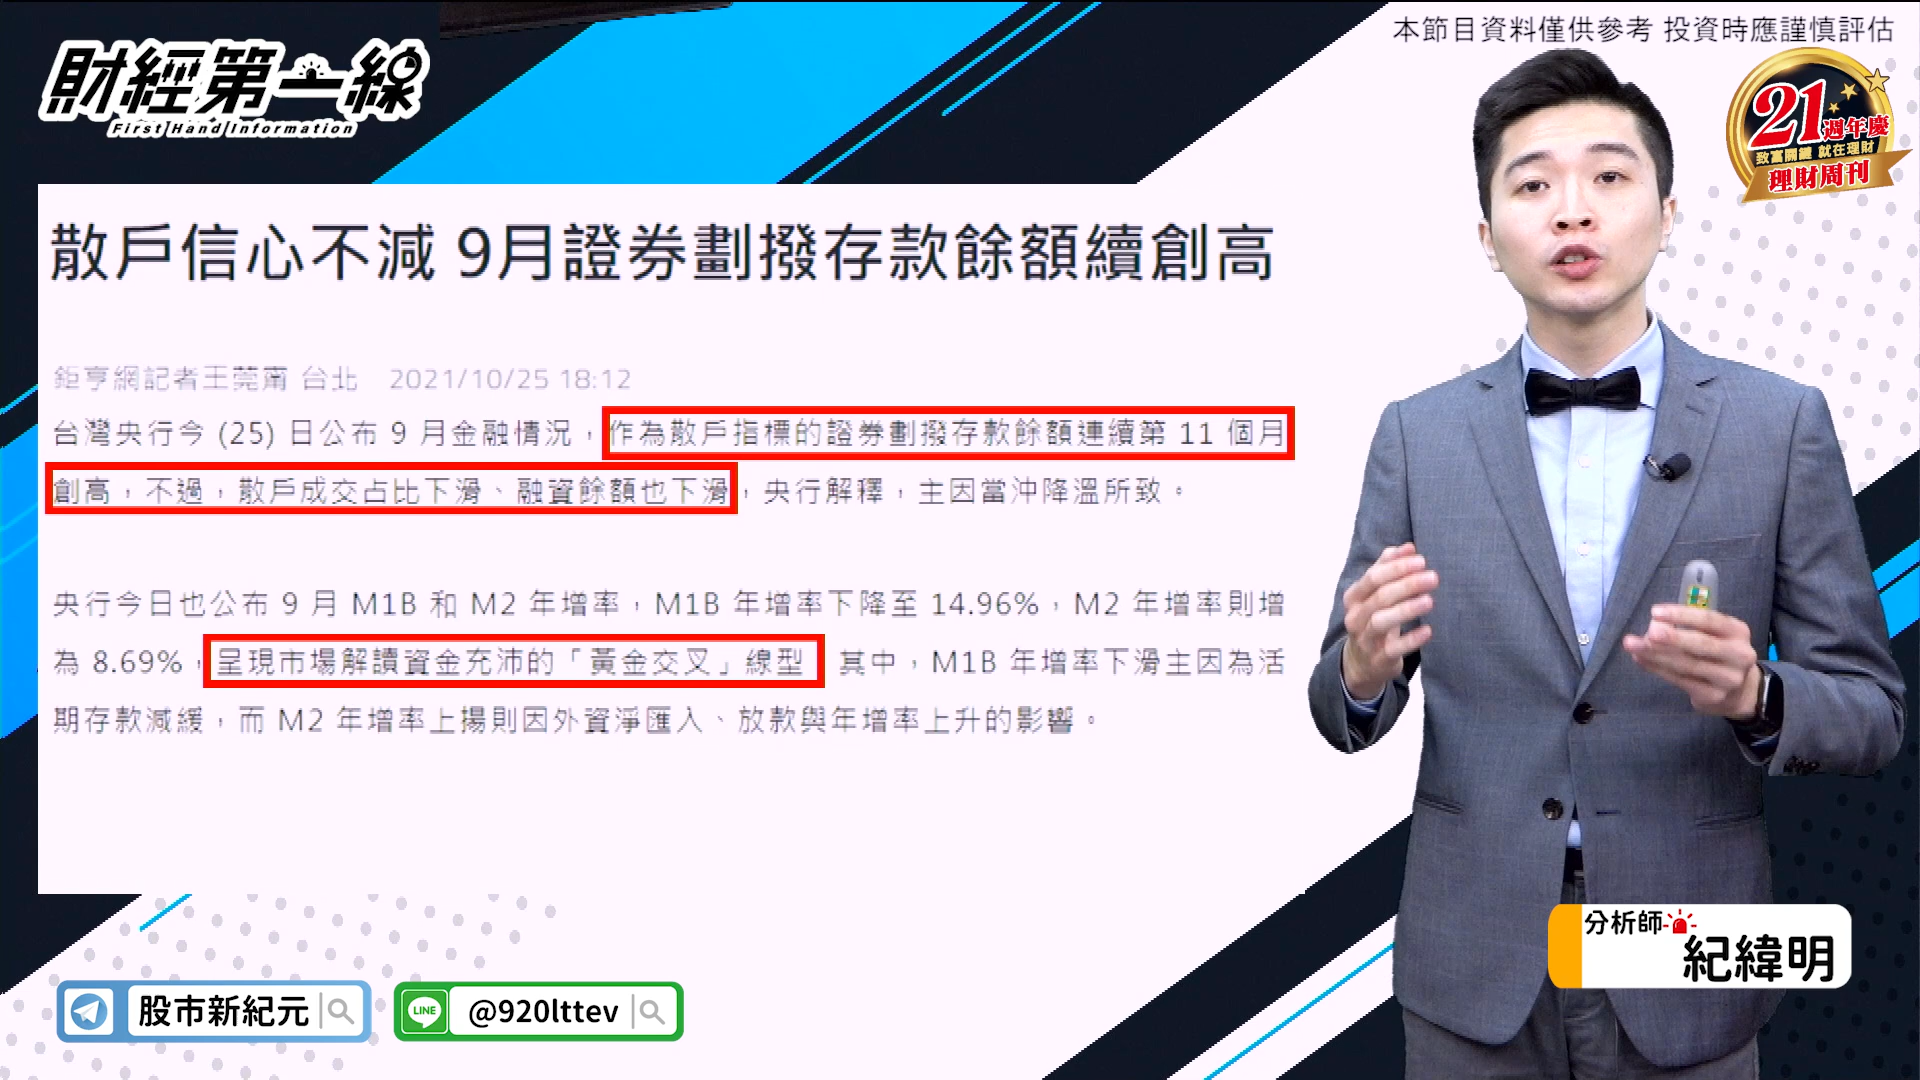 本節目資料僅供參考 投資時應謹慎評估
財經第一線
First Hand Information
21週年慶
致富關鍵 就在理財
理財周刊
散戶信心不減 9月證券劃撥存款餘額續創高
鉅亨網記者王莞甯 台北 2021/10/25 18:12
台灣央行今 (25) 日公布 9 月金融情況，作為散戶指標的證券劃撥存款餘額連續第 11 個月
創高，不過，散戶成交占比下滑、融資餘額也下滑，央行解釋，主因當沖降溫所致。
央行今日也公布 9 月 M1B 和 M2 年增率，M1B 年增率下降至 14.96%，M2 年增率則增
為 8.69%，呈現市場解讀資金充沛的「黃金交叉」線型 其中，M1B 年增率下滑主因為活
期存款減緩，而 M2 年增率上揚則因外資淨匯入、放款與年增率上升的影響。
分析師
紀緯明
股市新紀元
LINE
@920lttev